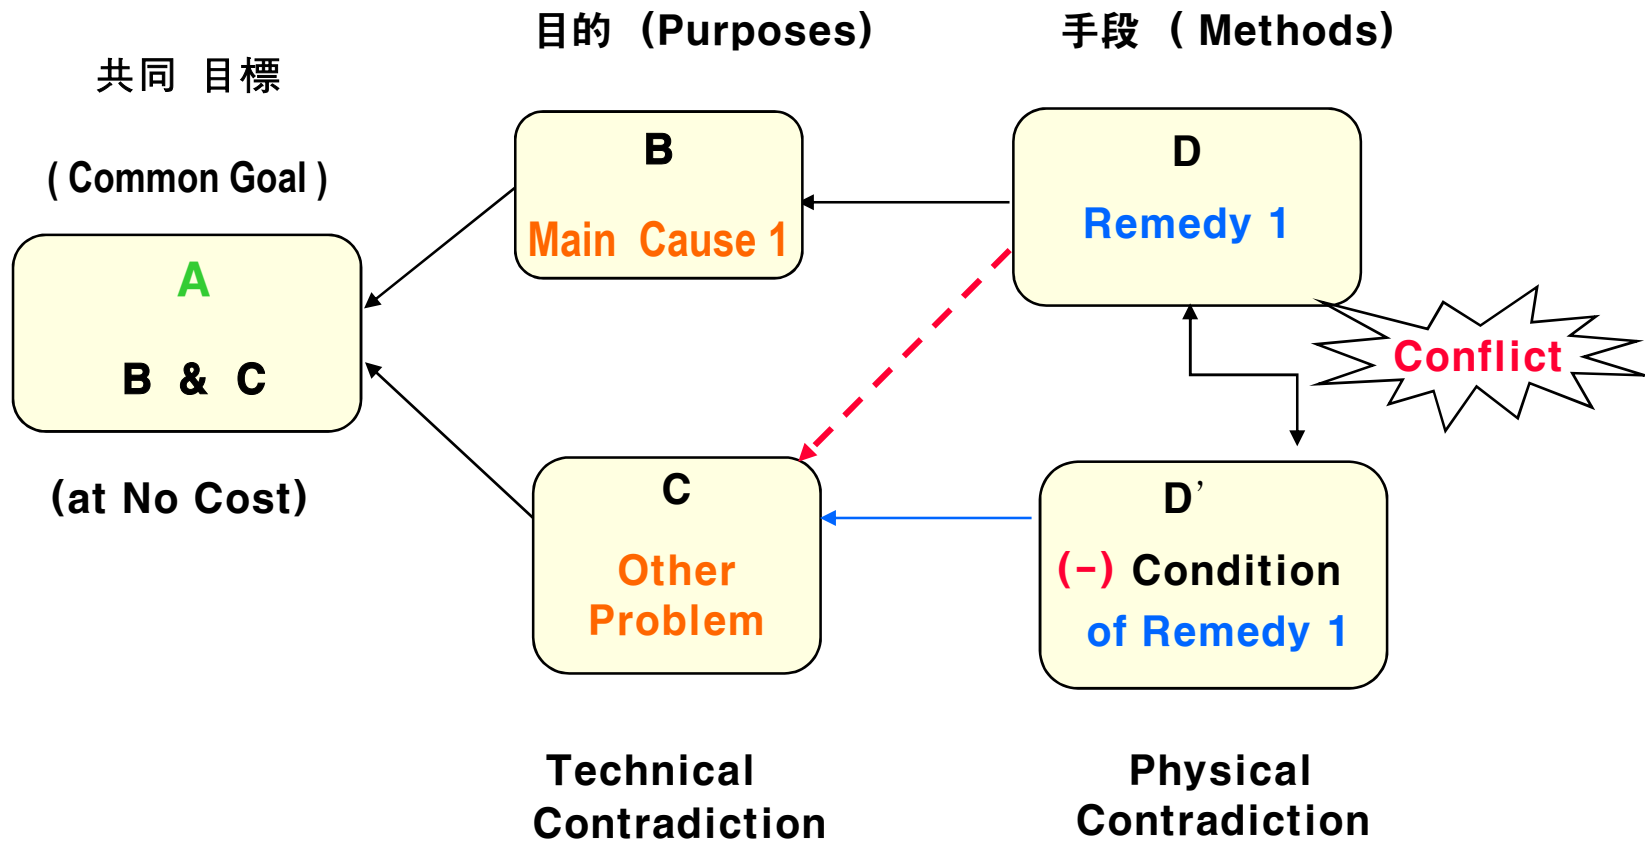 目的 (Purposes)
手段 ( Methods)
共同 目標
( Common Goal )
B
Main Cause 1
D
Remedy 1
A
B & C
Conflict
(at No Cost)
C
Other
Problem
D’
(-) Condition
of Remedy 1
Technical
Contradiction
Physical
Contradiction